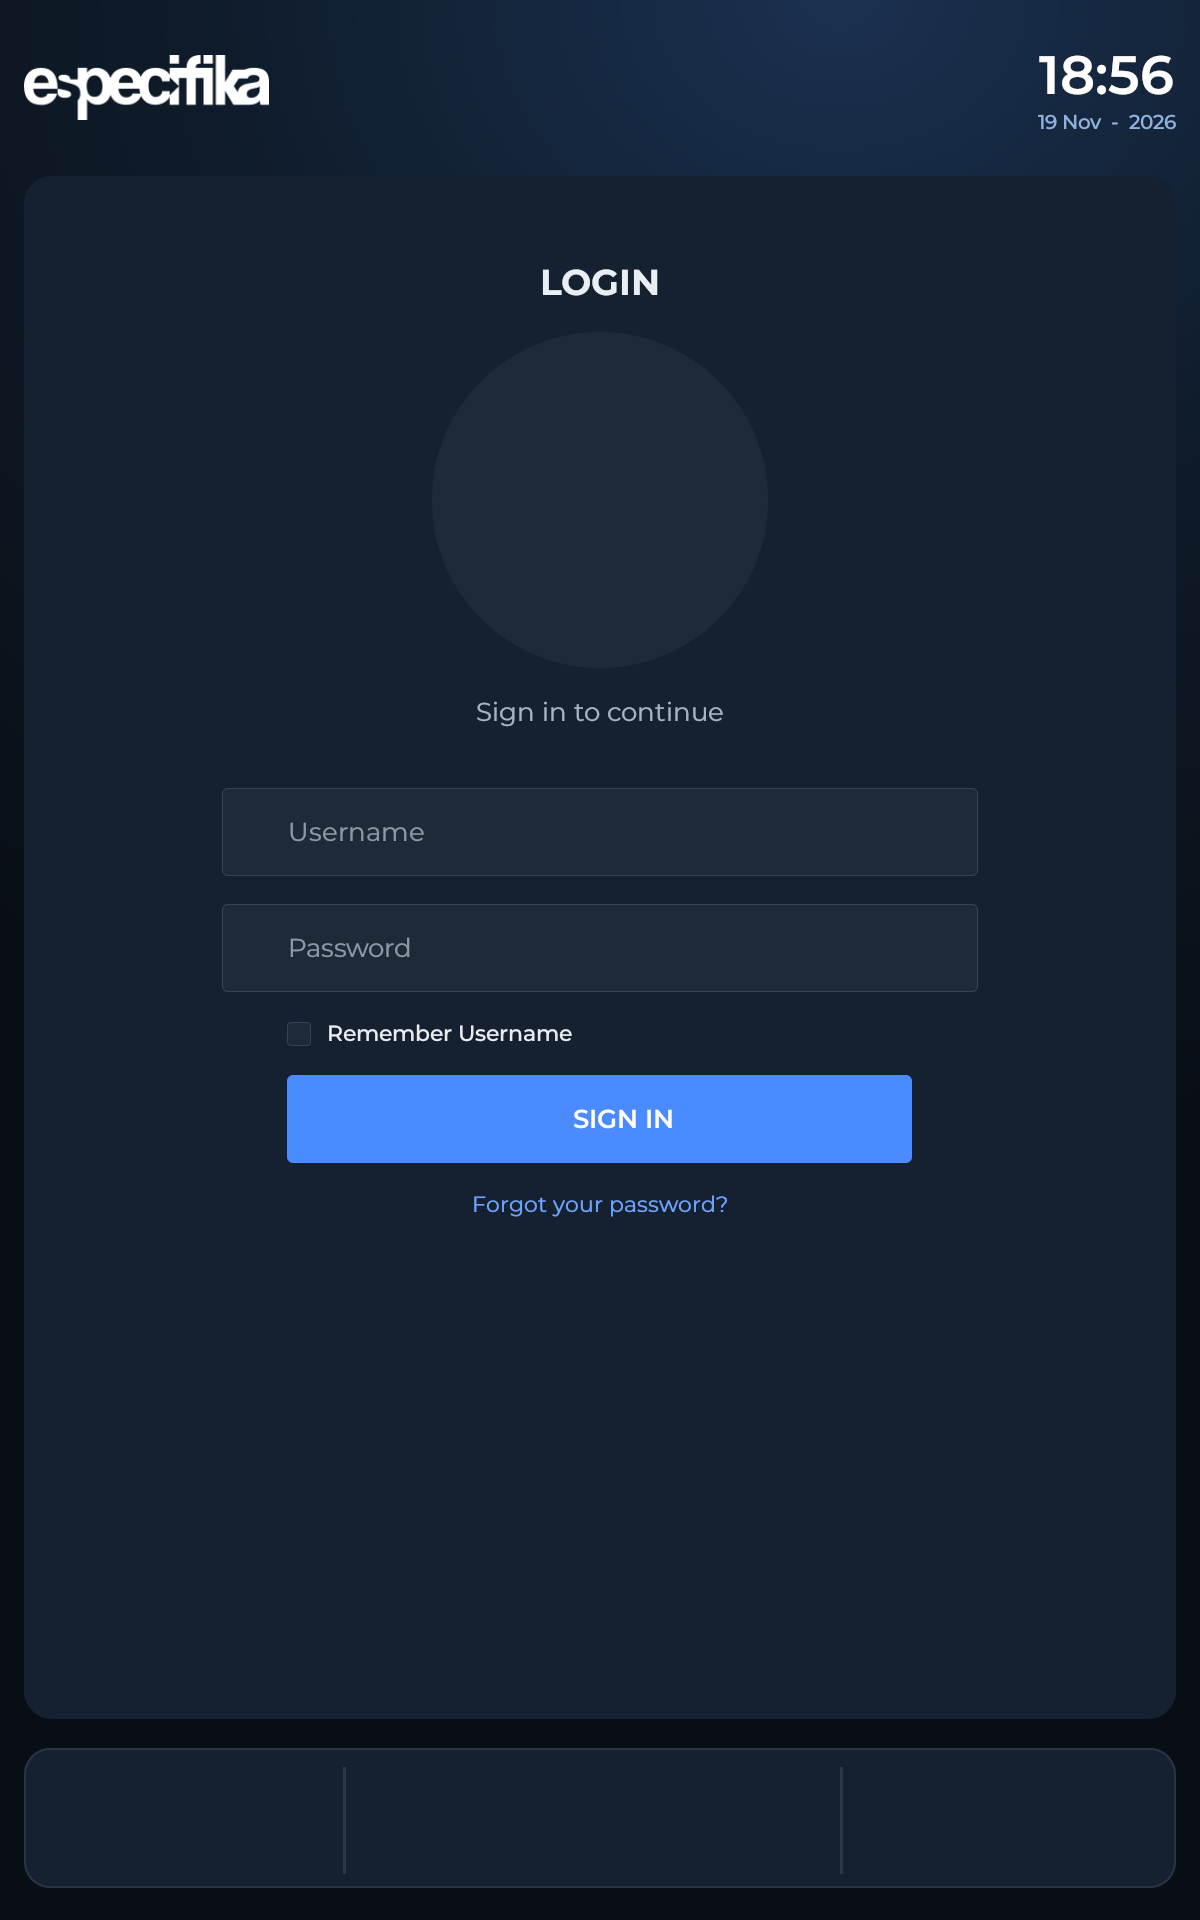 especifika
18:56
19 Nov - 2026
LOGIN
Sign in to continue
Username
Password
Remember Username
SIGN IN
Forgot your password?